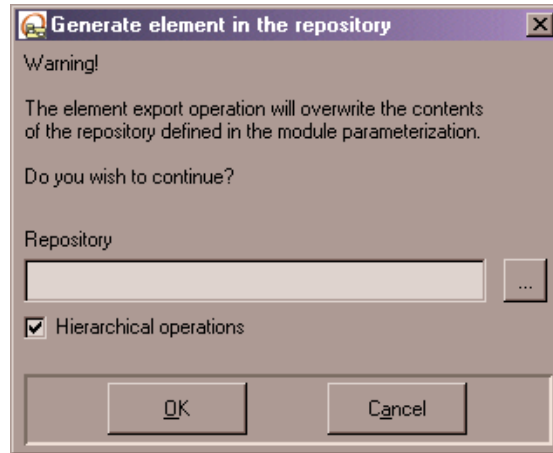 Generate element in the repository
Warning!
The element export operation will overwrite the contents
of the repository defined in the module parameterization.
Do you wish to continue?
Repository
...
Hierarchical operations
OK
Cancel